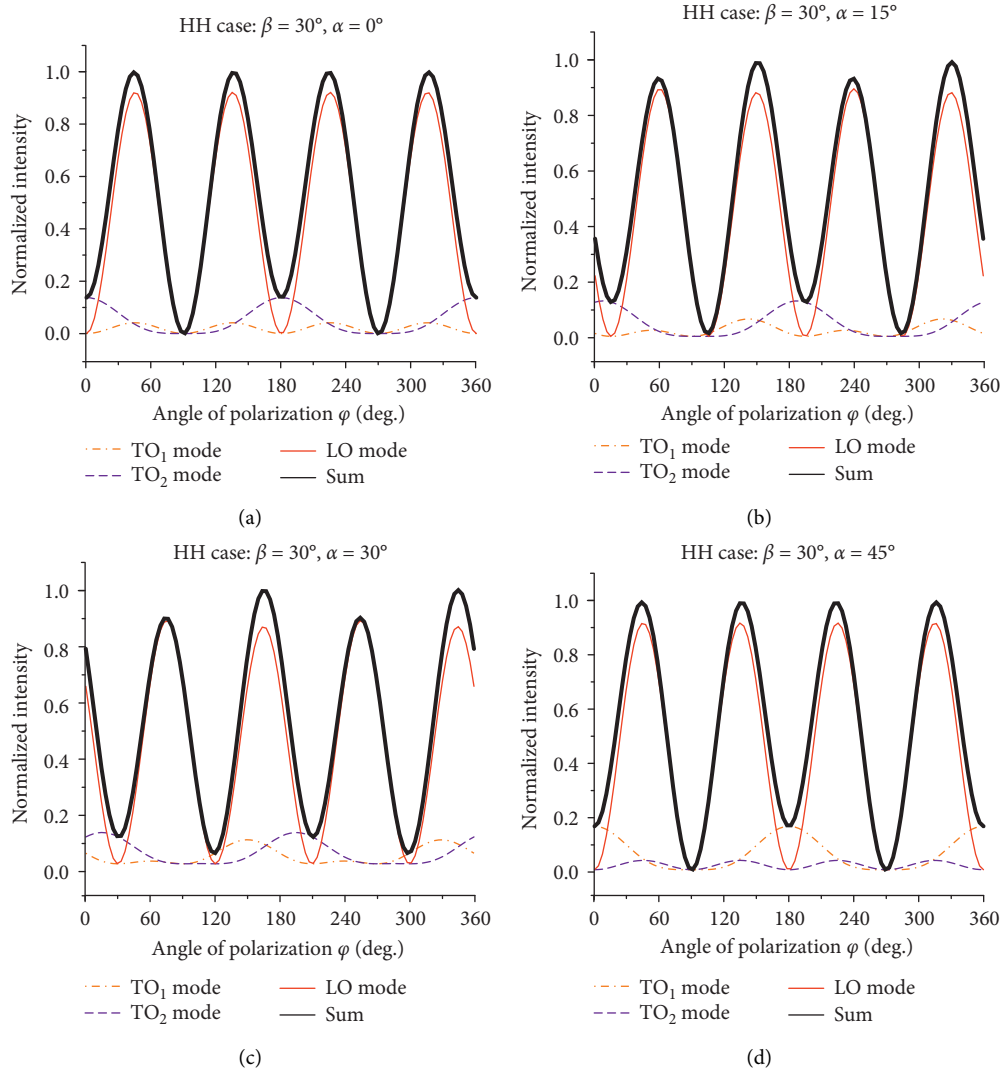 HH case: β = 30°, α = 0°
Normalized intensity
1.0
0.8
0.6
0.4
0.2
0.0
0 60 120 180 240 300 360
Angle of polarization φ (deg.)
TO₁ mode LO mode
TO₂ mode Sum
(a)
HH case: β = 30°, α = 15°
Normalized intensity
1.0
0.8
0.6
0.4
0.2
0.0
0 60 120 180 240 300 360
Angle of polarization φ (deg.)
TO₁ mode LO mode
TO₂ mode Sum
(b)
HH case: β = 30°, α = 30°
Normalized intensity
1.0
0.8
0.6
0.4
0.2
0.0
0 60 120 180 240 300 360
Angle of polarization φ (deg.)
TO₁ mode LO mode
TO₂ mode Sum
(c)
HH case: β = 30°, α = 45°
Normalized intensity
1.0
0.8
0.6
0.4
0.2
0.0
0 60 120 180 240 300 360
Angle of polarization φ (deg.)
TO₁ mode LO mode
TO₂ mode Sum
(d)